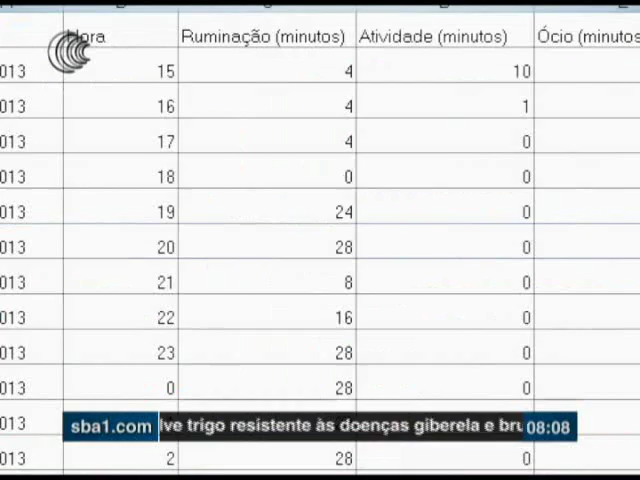 Hora Ruminação (minutos) Atividade (minutos) Ócio (minutos
013 15 4 10
013 16 4 1
013 17 4 0
013 18 0 0
013 19 24 0
013 20 28 0
013 21 8 0
013 22 16 0
013 23 28 0
013 0 28 0
013
sba1.com lve trigo resistente às doenças giberela e bru 08:08
013 2 28 0